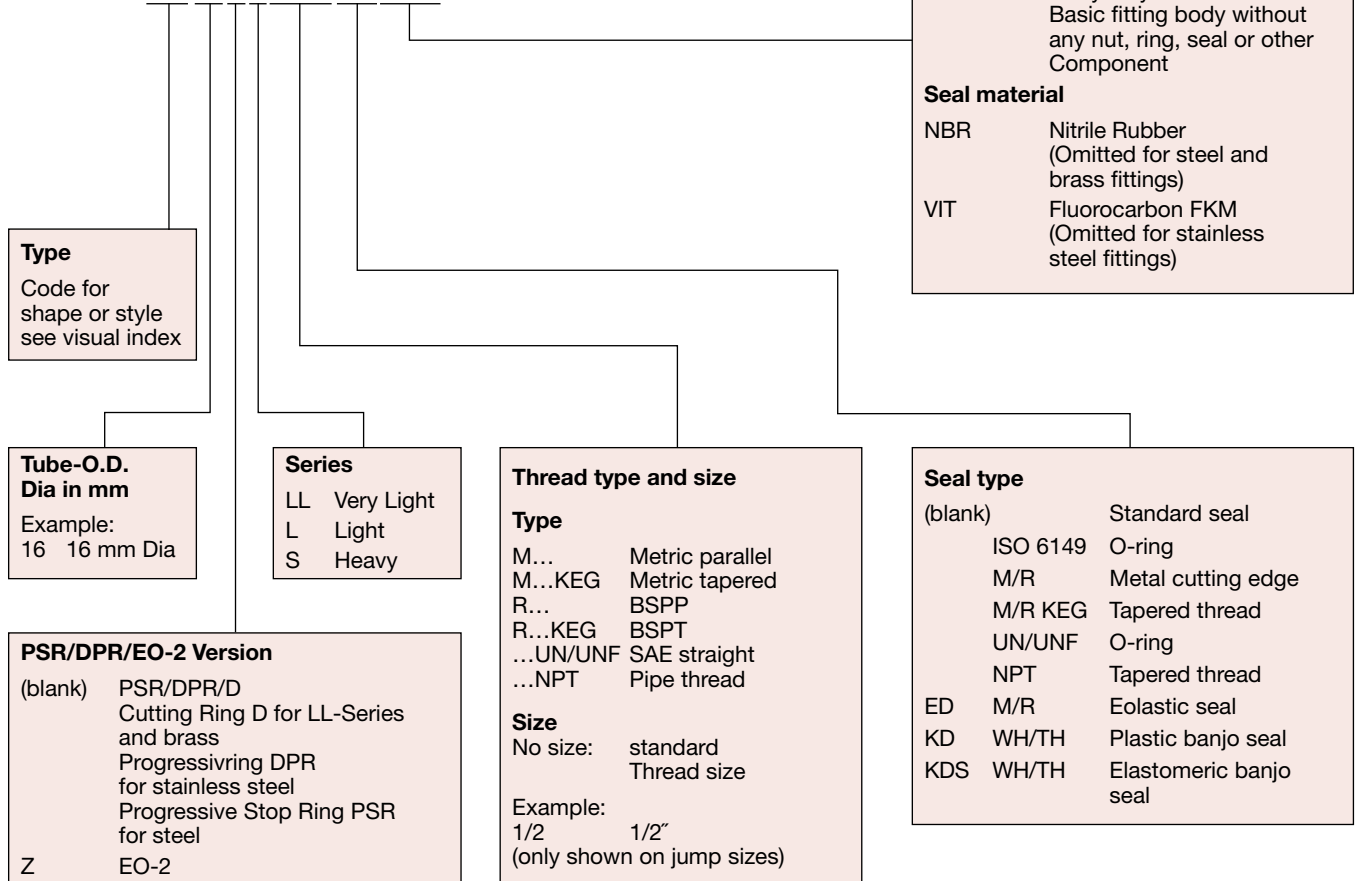 Basic fitting body without
any nut, ring, seal or other
Component
Seal material
NBR Nitrile Rubber
(Omitted for steel and
brass fittings)
VIT Fluorocarbon FKM
(Omitted for stainless
steel fittings)
Type
Code for
shape or style
see visual index
Tube-O.D.
Dia in mm
Example:
16 16 mm Dia
Series
LL Very Light
L Light
S Heavy
PSR/DPR/EO-2 Version
(blank) PSR/DPR/D
Cutting Ring D for LL-Series
and brass
Progressivring DPR
for stainless steel
Progressive Stop Ring PSR
for steel
Z EO-2
Thread type and size
Type
M… Metric parallel
M…KEG Metric tapered
R… BSPP
R…KEG BSPT
…UN/UNF SAE straight
…NPT Pipe thread
Size
No size: standard
Thread size
Example:
1/2 1/2˝
(only shown on jump sizes)
Seal type
(blank) Standard seal
ISO 6149 O-ring
M/R Metal cutting edge
M/R KEG Tapered thread
UN/UNF O-ring
NPT Tapered thread
ED M/R Eolastic seal
KD WH/TH Plastic banjo seal
KDS WH/TH Elastomeric banjo
seal